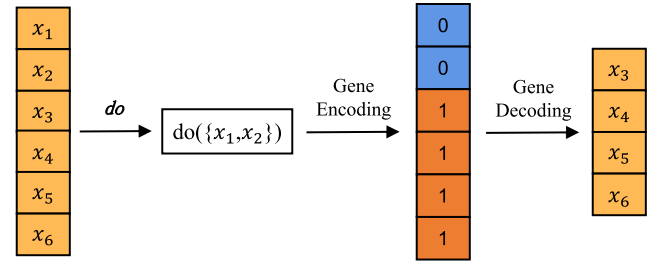 x₁
x₂
x₃
x₄
x₅
x₆
do
do({x₁,x₂})
Gene
Encoding
0
0
1
1
1
1
Gene
Decoding
x₃
x₄
x₅
x₆